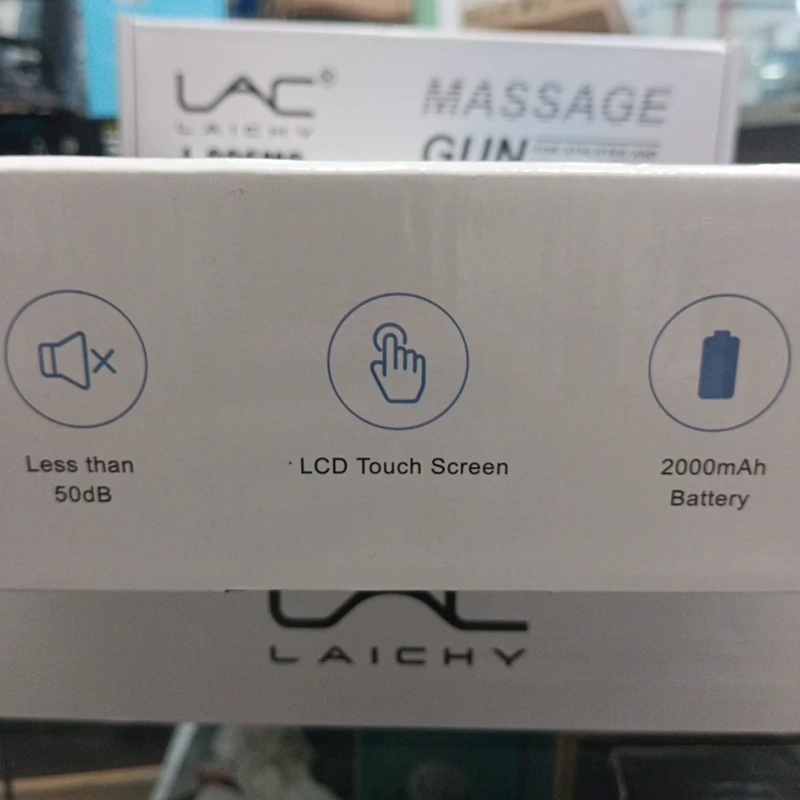 LAC®
LAICHY
MASSAGE
GUN
Less than
50dB
LCD Touch Screen
2000mAh
Battery
LAC
LAICHY